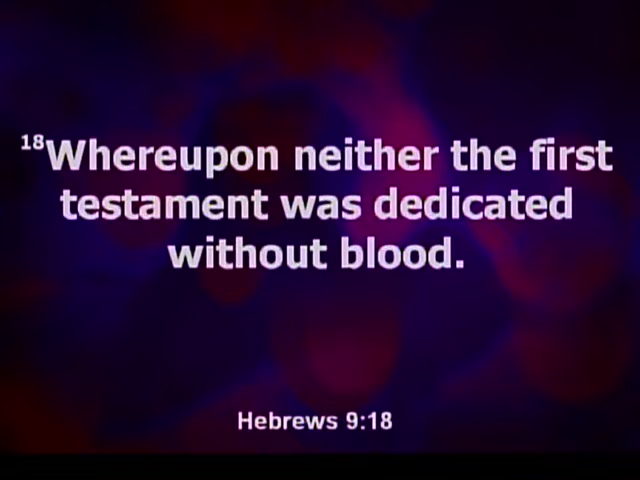 18Whereupon neither the first
testament was dedicated
without blood.
Hebrews 9:18